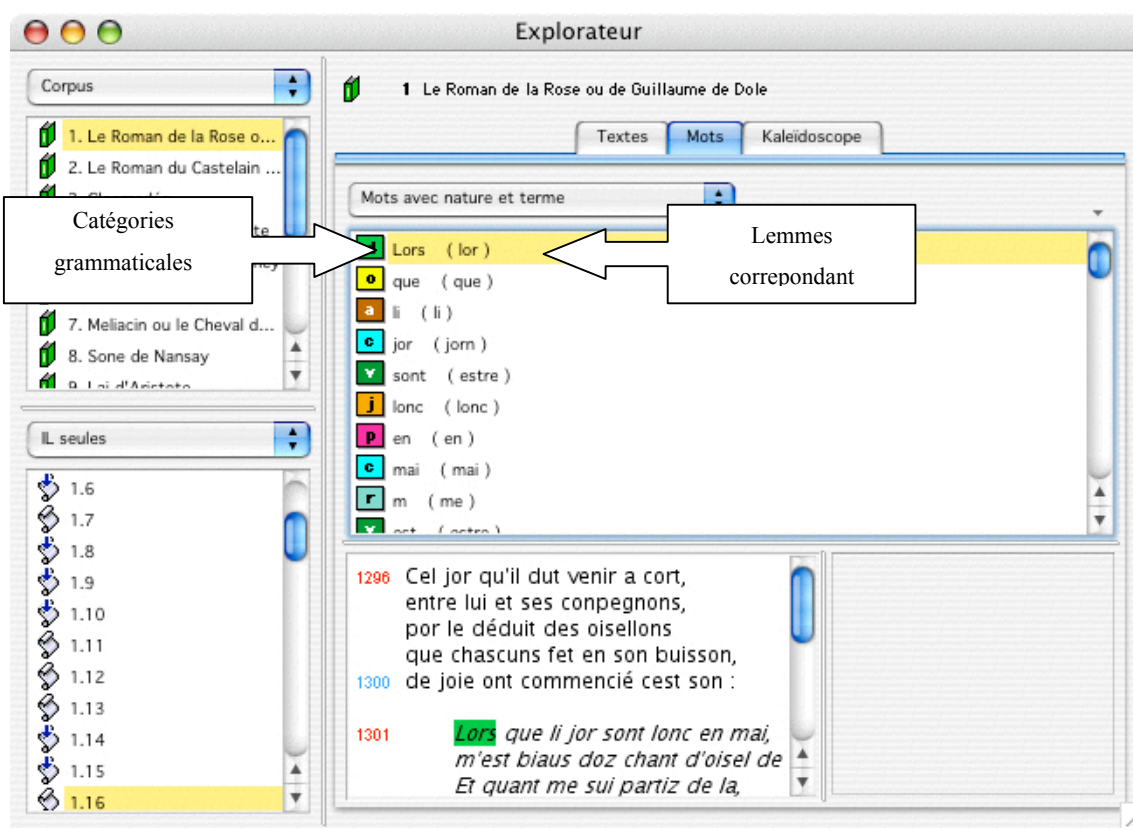 Explorateur
Corpus
1. Le Roman de la Rose o...
2. Le Roman du Castelain ...
7. Meliacin ou le Cheval d...
8. Sone de Nansay
9. Lai d'Aristote
IL seules
1.6
1.7
1.8
1.9
1.10
1.11
1.12
1.13
1.14
1.15
1.16
1 Le Roman de la Rose ou de Guillaume de Dole
Textes Mots Kaleïdoscope
Mots avec nature et terme
Catégories
grammaticales
Lemmes
correpondant
Lors ( lor )
o que ( que )
a li ( li )
c jor ( jorn )
v sont ( estre )
j lonc ( lonc )
p en ( en )
c mai ( mai )
r m ( me )
v est ( estre )
1296 Cel jor qu'il dut venir a cort,
entre lui et ses conpegnons,
por le déduit des oisellons
que chascuns fet en son buisson,
1300 de joie ont commencié cest son :
1301 Lors que li jor sont lonc en mai,
m'est biaus doz chant d'oisel de
Et quant me sui partiz de la,